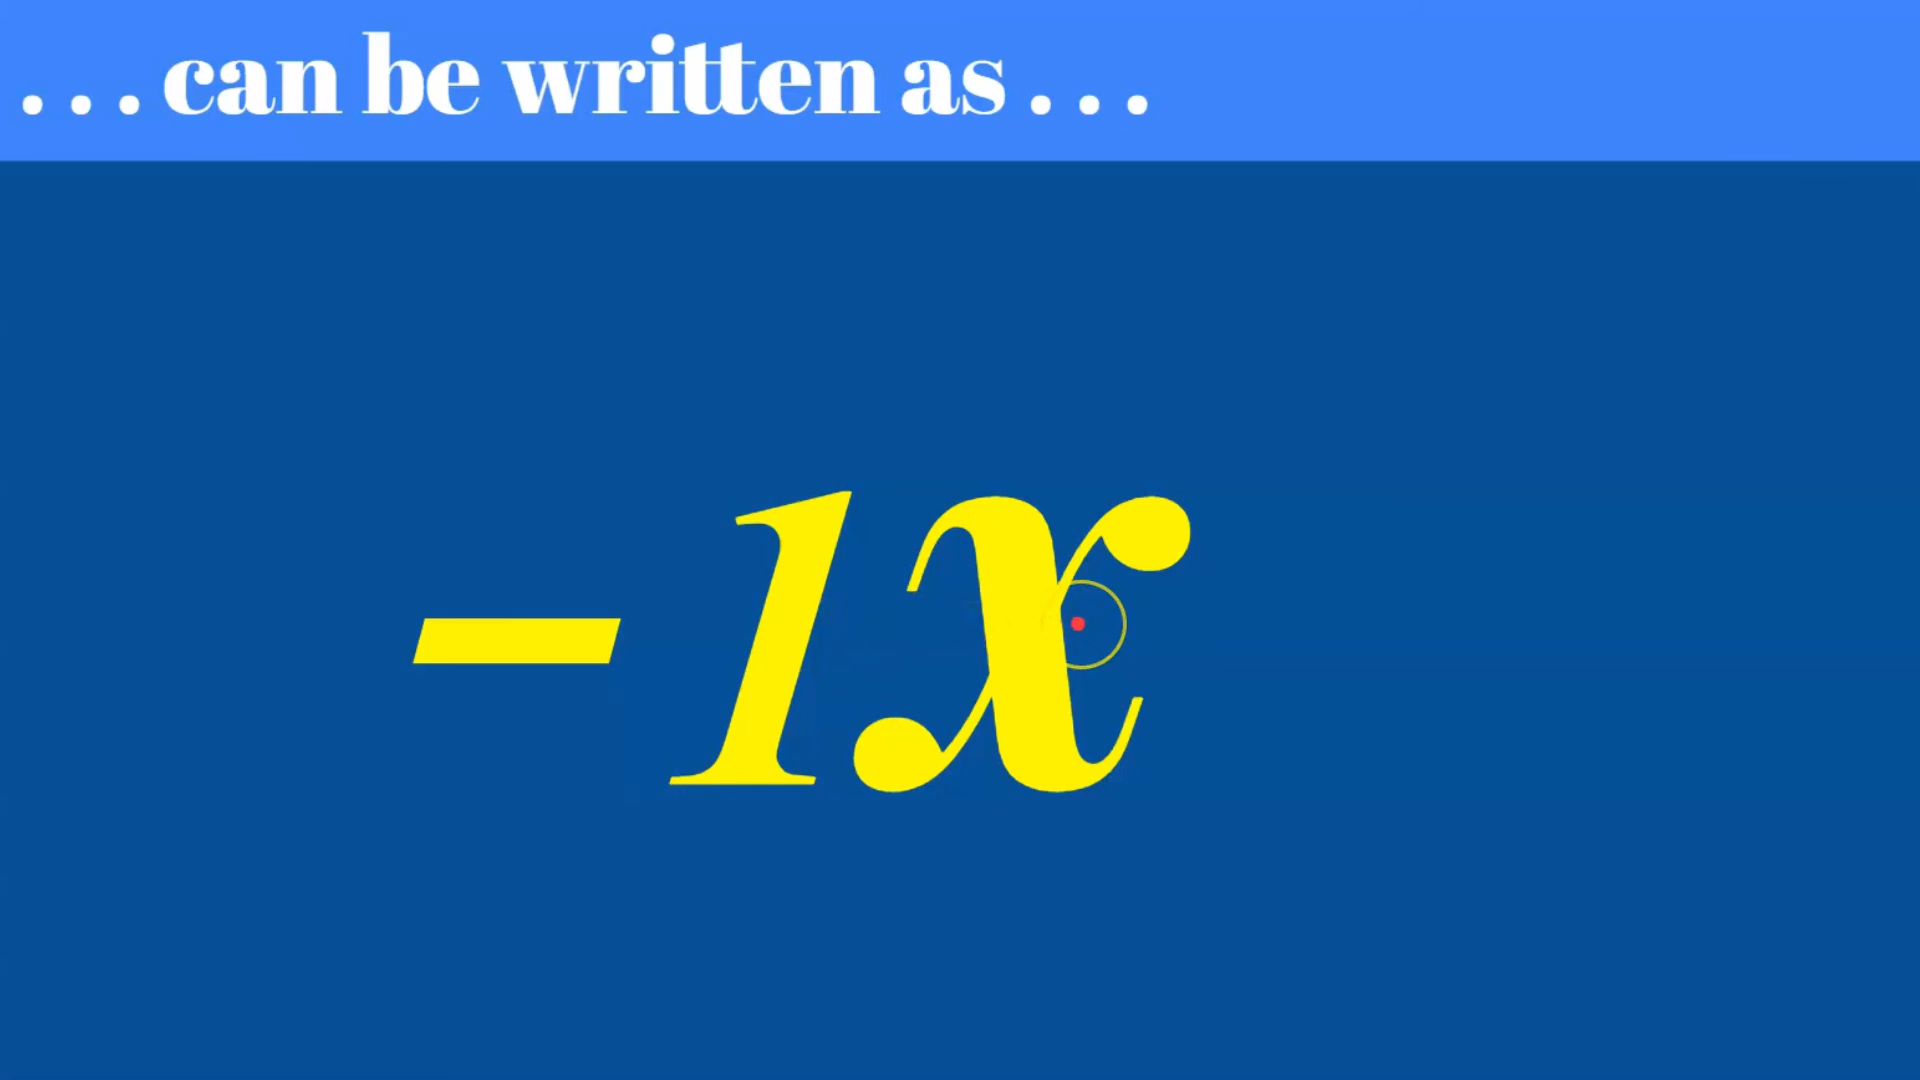 . . . can be written as . . .
-1x